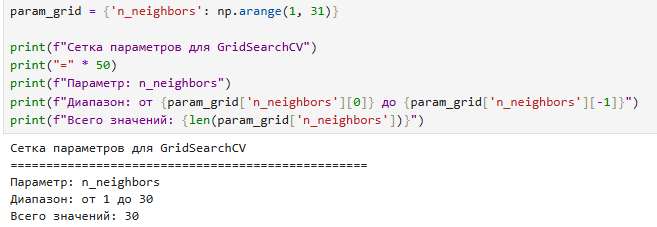 param_grid = {'n_neighbors': np.arange(1, 31)}
print(f"Сетка параметров для GridSearchCV")
print("=" * 50)
print(f"Параметр: n_neighbors")
print(f"Диапазон: от {param_grid['n_neighbors'][0]} до {param_grid['n_neighbors'][-1]}")
print(f"Всего значений: {len(param_grid['n_neighbors'])}")
Сетка параметров для GridSearchCV
==================================================
Параметр: n_neighbors
Диапазон: от 1 до 30
Всего значений: 30